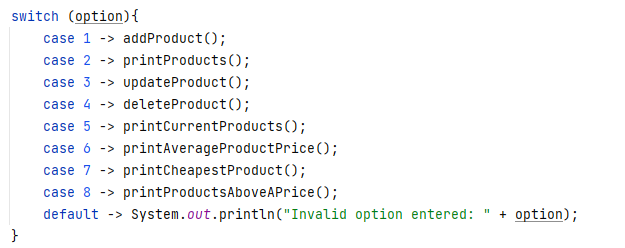 switch (option){
case 1 -> addProduct();
case 2 -> printProducts();
case 3 -> updateProduct();
case 4 -> deleteProduct();
case 5 -> printCurrentProducts();
case 6 -> printAverageProductPrice();
case 7 -> printCheapestProduct();
case 8 -> printProductsAboveAPrice();
default -> System.out.println("Invalid option entered: " + option);
}